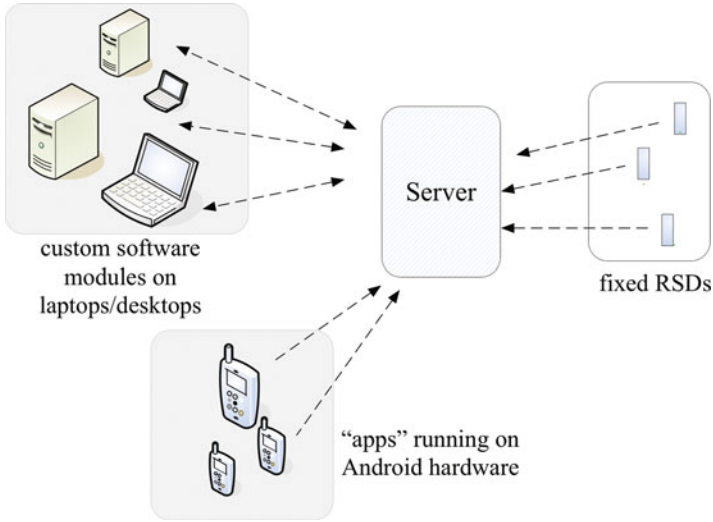 custom software
modules on
laptops/desktops
Server
fixed RSDs
“apps” running on
Android hardware